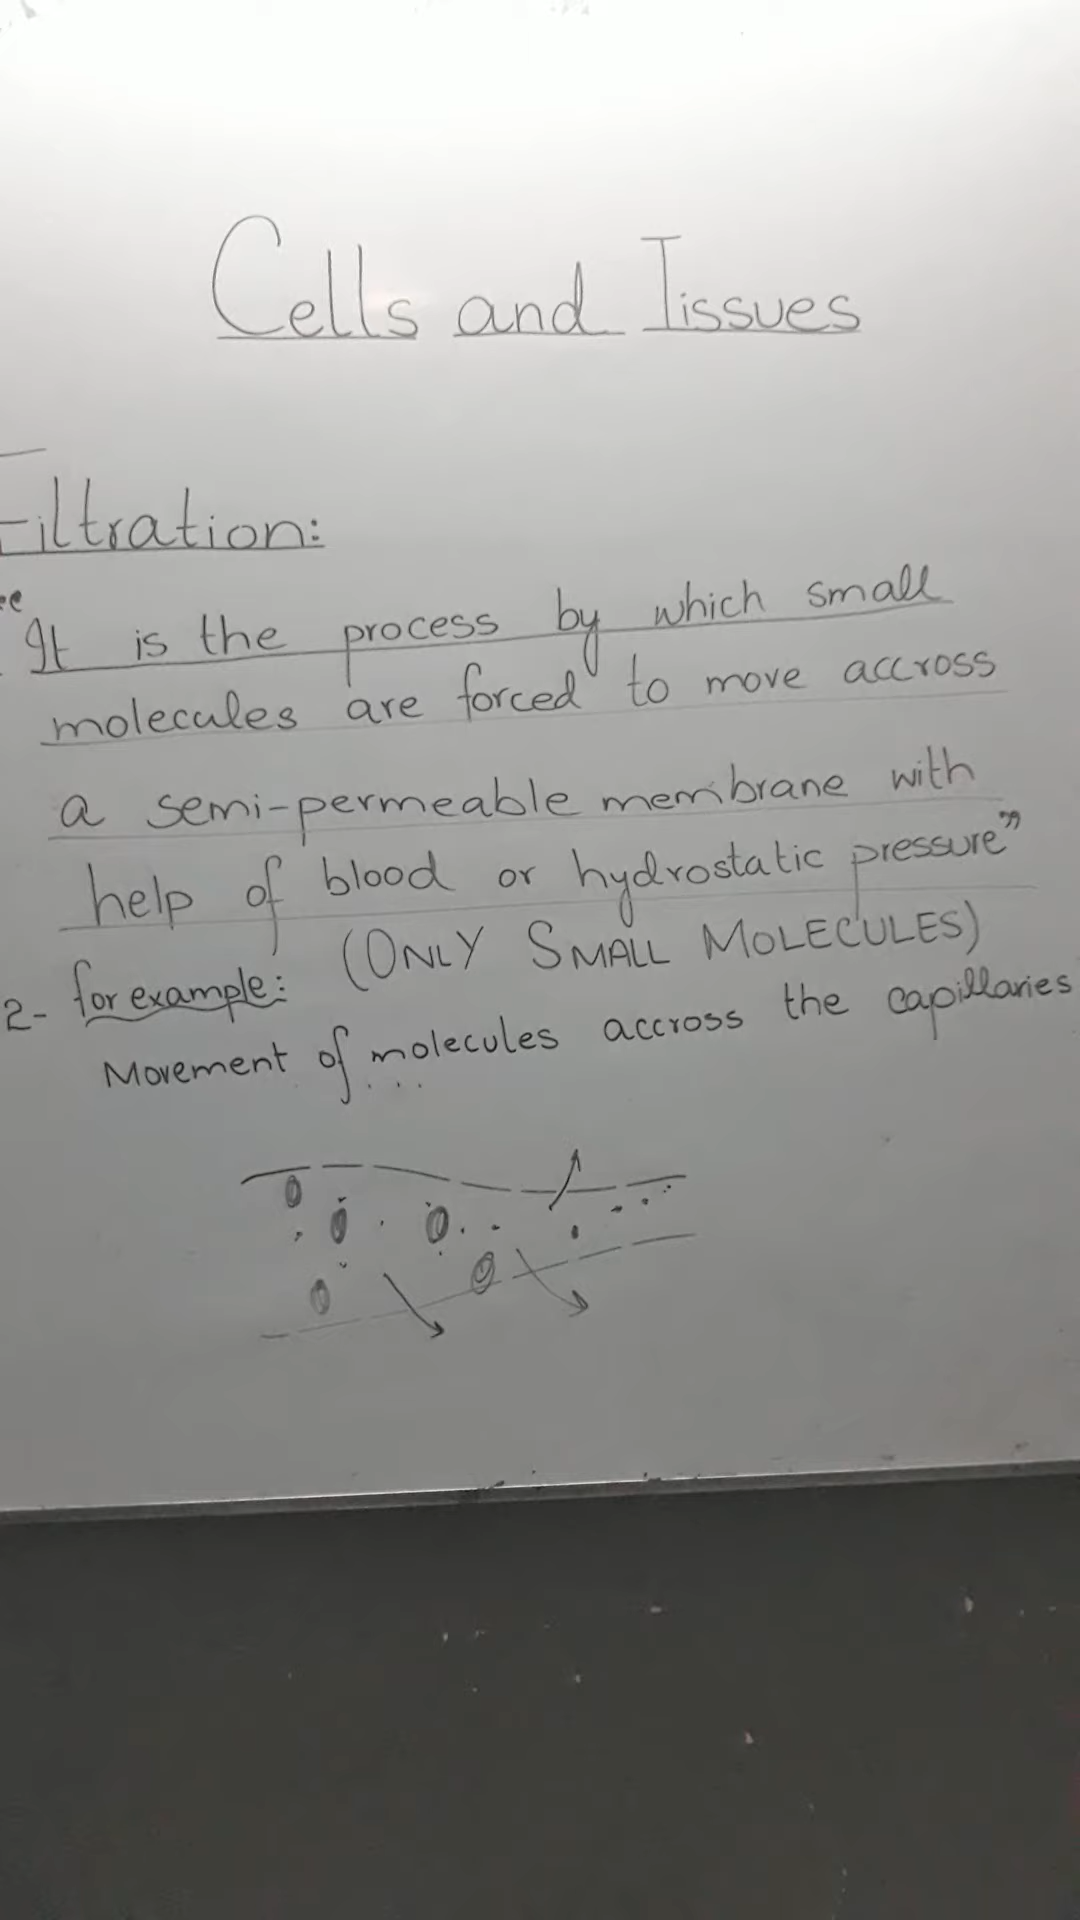 Cells and Tissues
Filtration:
"It is the process by which small
molecules are forced to move accross
a semi-permeable membrane with
help of blood or hydrostatic pressure"
(ONLY SMALL MOLECULES)
2- for example:
Movement of molecules accross the capillaries
...